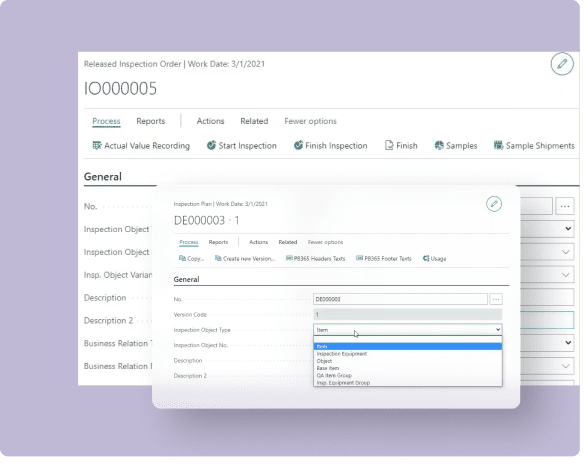 Released Inspection Order | Work Date: 3/1/2021
IO000005
Process Reports Actions Related Fewer options
Actual Value Recording Start Inspection Finish Inspection Finish Samples Sample Shipments
General
No.
Inspection Object
Inspection Object
Insp. Object Varian
Description
Description 2
Business Relation
Business Relation
Inspection Plan | Work Date: 3/1/2021
DE000003 · 1
Process Reports Actions Related Fewer options
Copy... Create new Version... PB365 Headers Texts PB365 Footer Texts Usage
General
No. DE000003
Version Code 1
Inspection Object Type Item
Inspection Object No. Item
Inspection Equipment
Description Object
Base Item
Description 2 QA Item Group
Insp. Equipment Group